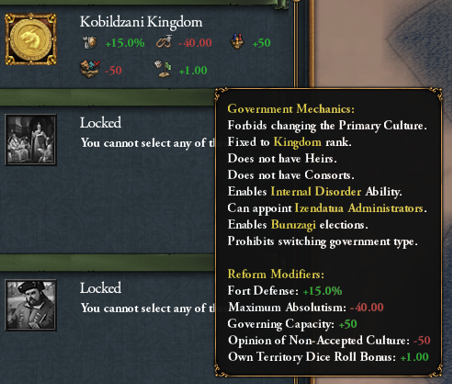 Kobildzani Kingdom
+15.0% -40.00 +50
-50 +1.00
Locked
You cannot select any of t
Locked
You cannot select any of th
Government Mechanics:
Forbids changing the Primary Culture.
Fixed to Kingdom rank.
Does not have Heirs.
Does not have Consorts.
Enables Internal Disorder Ability.
Can appoint Izendatua Administrators.
Enables Buruzagi elections.
Prohibits switching government type.
Reform Modifiers:
Fort Defense: +15.0%
Maximum Absolutism: -40.00
Governing Capacity: +50
Opinion of Non-Accepted Culture: -50
Own Territory Dice Roll Bonus: +1.00